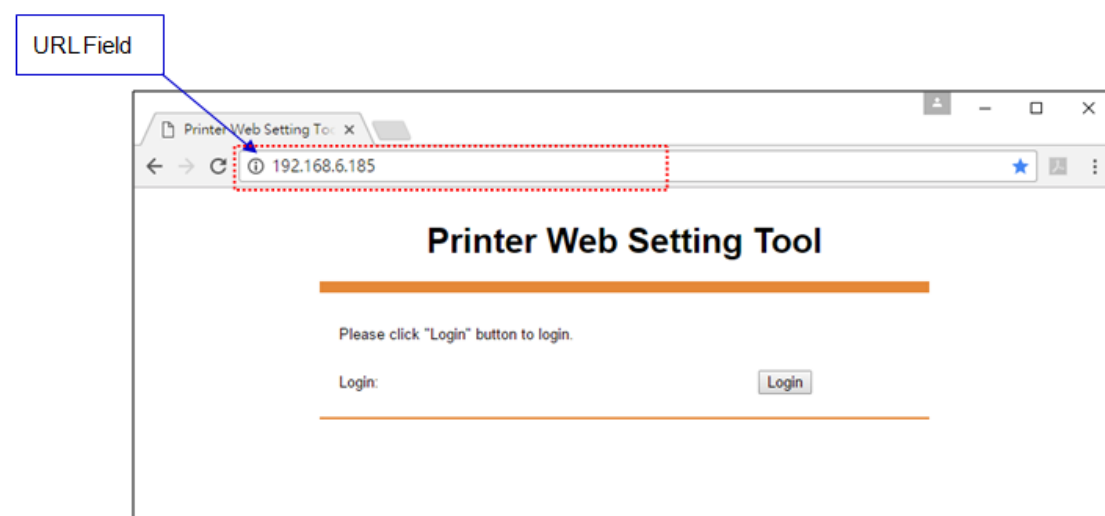 URL Field
Printer Web Setting Too
192.168.6.185
Printer Web Setting Tool
Please click "Login" button to login.
Login:
Login